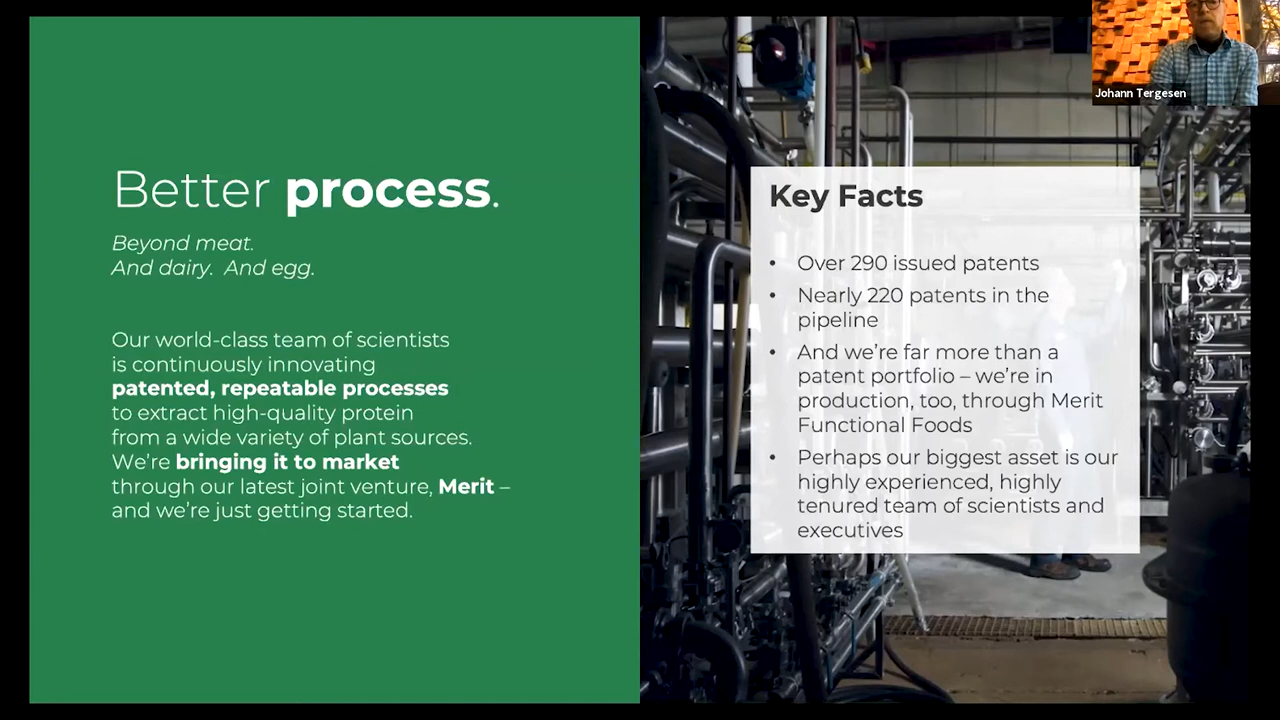 Johann Tergesen
Better process.
Beyond meat.
And dairy.  And egg.
Our world-class team of scientists
is continuously innovating
patented, repeatable processes
to extract high-quality protein
from a wide variety of plant sources.
We’re bringing it to market
through our latest joint venture, Merit –
and we’re just getting started.
Key Facts
• Over 290 issued patents
• Nearly 220 patents in the
pipeline
• And we’re far more than a
patent portfolio – we’re in
production, too, through Merit
Functional Foods
• Perhaps our biggest asset is our
highly experienced, highly
tenured team of scientists and
executives